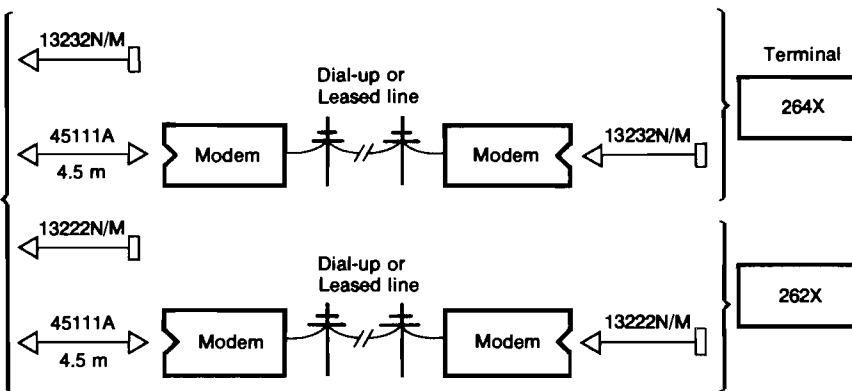 13232N/M
Terminal
Dial-up or
Leased line
264X
45111A
13232N/M
Modem
Modem
4.5 m
13222N/M
Dial-up or
Leased line
262X
45111A
13222N/M
Modem
Modem
4.5 m